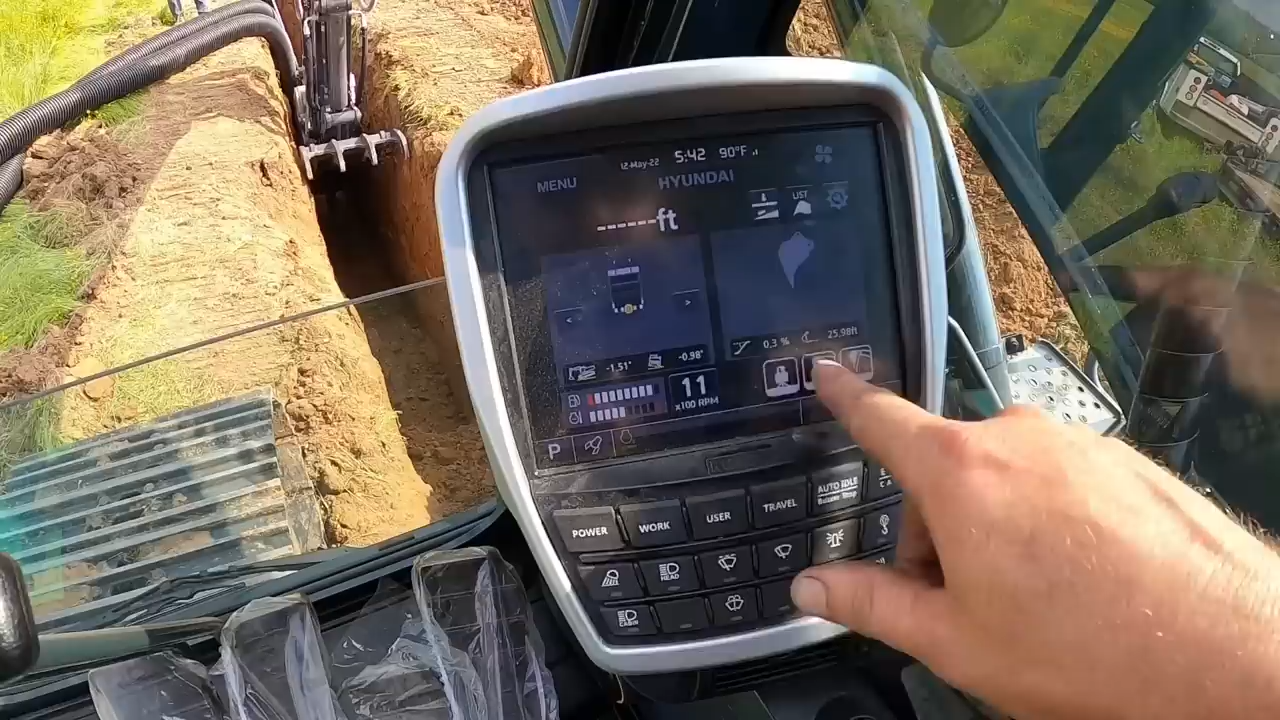 12-May-22 5:42 90°F
MENU HYUNDAI
-----ft LIST
< >
0.3 % 25.98ft
-1.51° -0.98°
11
x100 RPM
P
POWER WORK USER TRAVEL AUTO IDLE
HEAD
CABIN